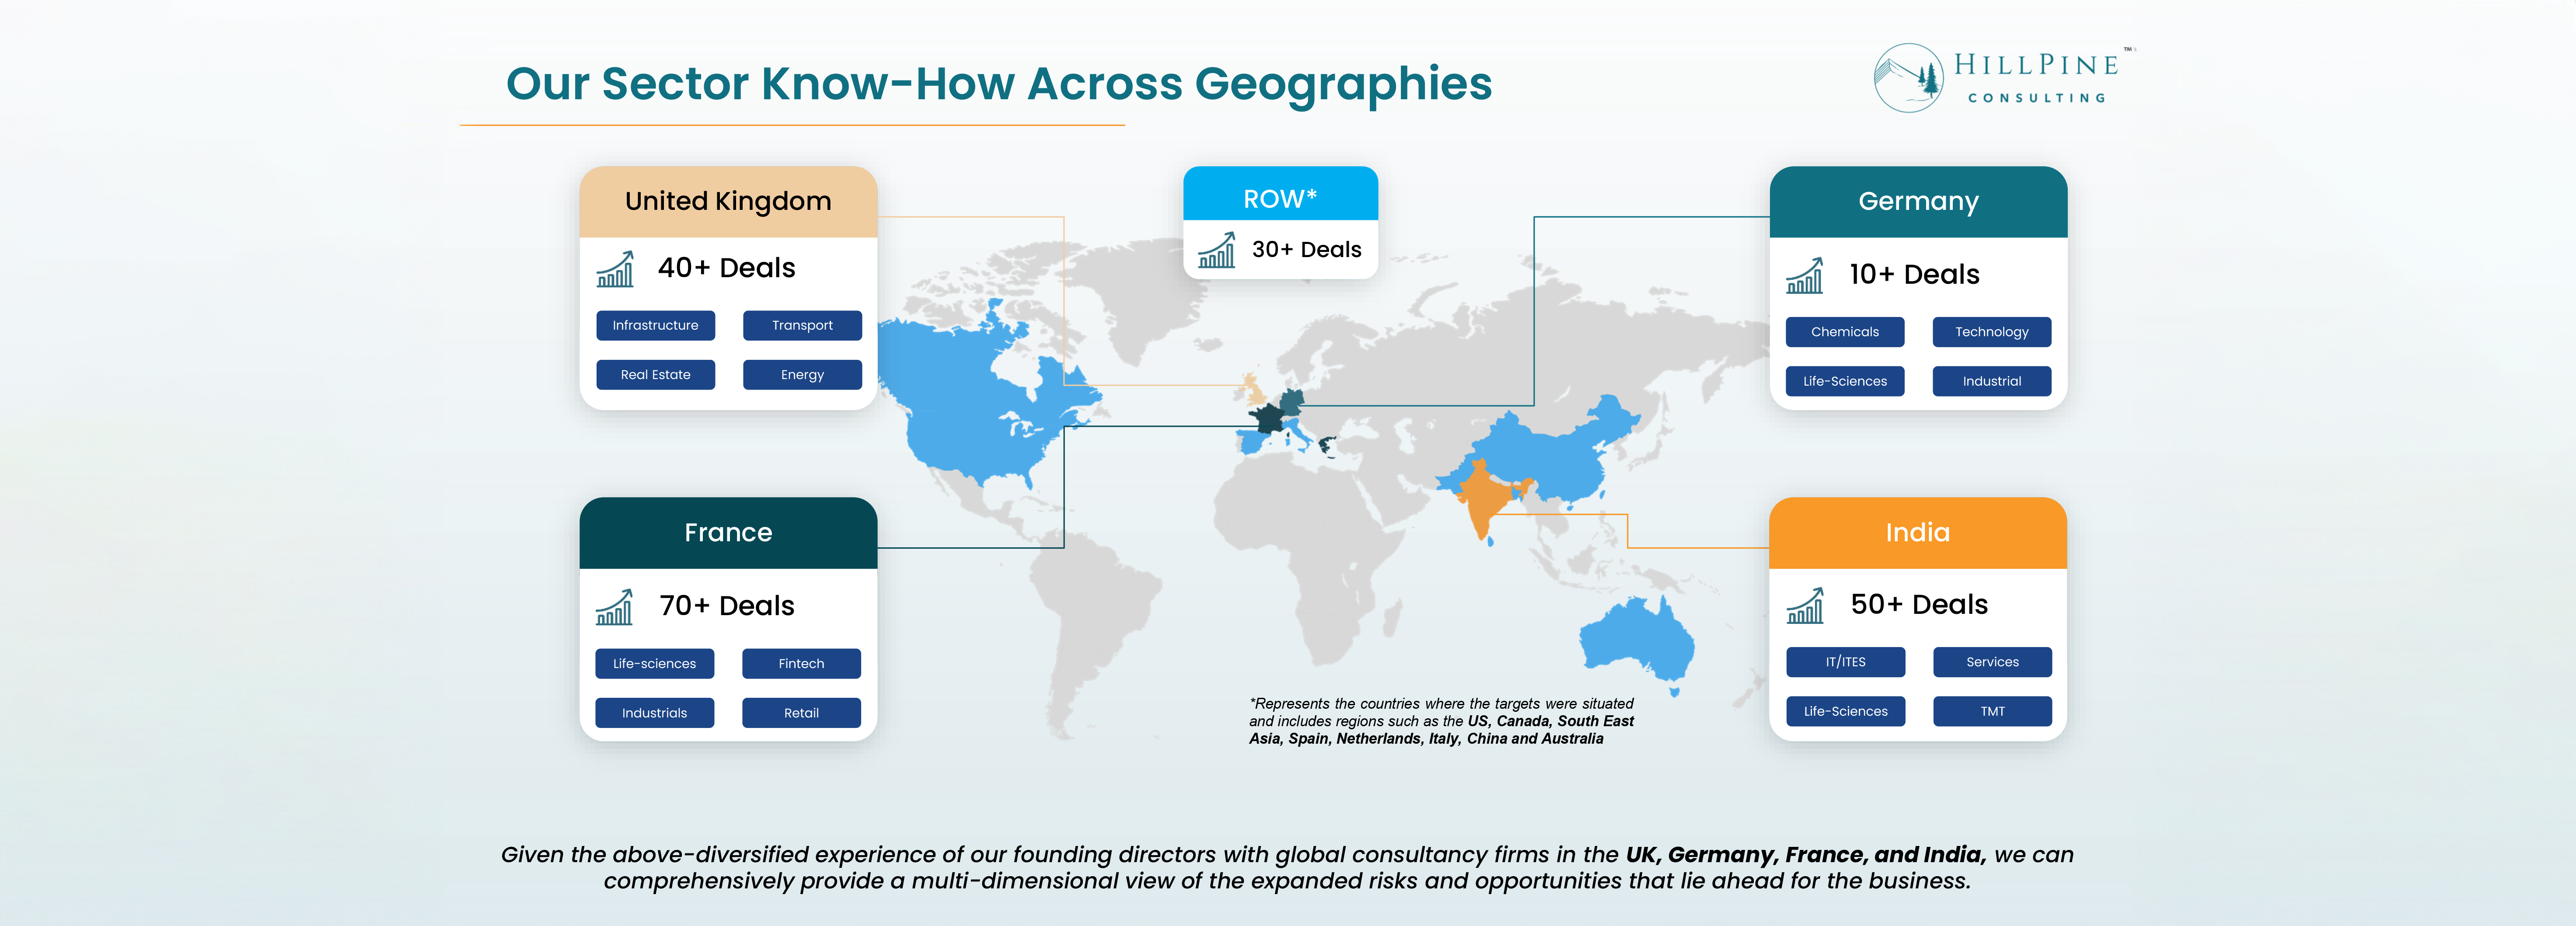 Our Sector Know-How Across Geographies
HILLPINE ™
CONSULTING
United Kingdom
40+ Deals
Infrastructure
Transport
Real Estate
Energy
ROW*
30+ Deals
Germany
10+ Deals
Chemicals
Technology
Life-Sciences
Industrial
France
70+ Deals
Life-sciences
Fintech
Industrials
Retail
India
50+ Deals
IT/ITES
Services
Life-Sciences
TMT
*Represents the countries where the targets were situated
and includes regions such as the US, Canada, South East
Asia, Spain, Netherlands, Italy, China and Australia
Given the above-diversified experience of our founding directors with global consultancy firms in the UK, Germany, France, and India, we can
comprehensively provide a multi-dimensional view of the expanded risks and opportunities that lie ahead for the business.